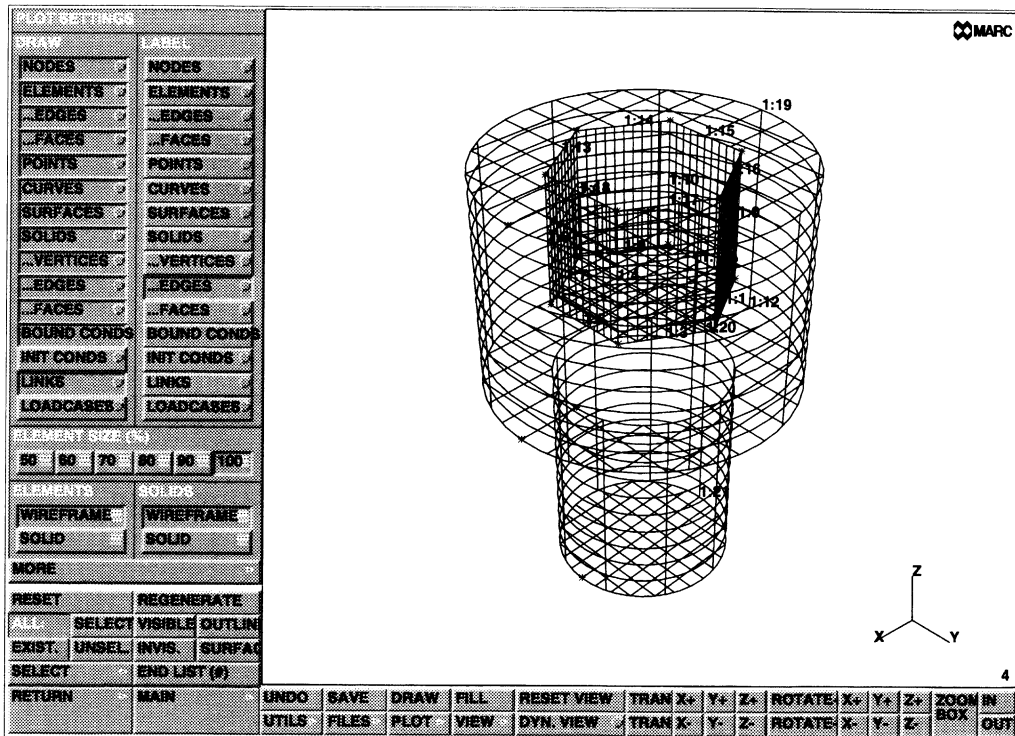 PLOT SETTINGS
DRAW LABEL
NODES NODES
ELEMENTS ELEMENTS
...EDGES ...EDGES
...FACES ...FACES
POINTS POINTS
CURVES CURVES
SURFACES SURFACES
SOLIDS SOLIDS
...VERTICES ...VERTICES
...EDGES ...EDGES
...FACES ...FACES
BOUND CONDS BOUND CONDS
INIT CONDS INIT CONDS
LINKS LINKS
LOADCASES LOADCASES
ELEMENT SIZE (%)
50 60 70 80 90 100
ELEMENTS SOLIDS
WIREFRAME WIREFRAME
SOLID SOLID
MORE
RESET REGENERATE
ALL SELECT VISIBLE OUTLIN
EXIST. UNSEL. INVIS. SURFAC
SELECT END LIST (#)
RETURN MAIN
MARC
1:19
1:14
1:15
1:13
1:18
1:12
1:20
1:21
Z
X Y
4
UNDO SAVE DRAW FILL RESET VIEW TRAN X+ Y+ Z+ ROTATE X+ Y+ Z+ ZOOM BOX IN
UTILS FILES PLOT VIEW DYN. VIEW TRAN X- Y- Z- ROTATE X- Y- Z- OUT